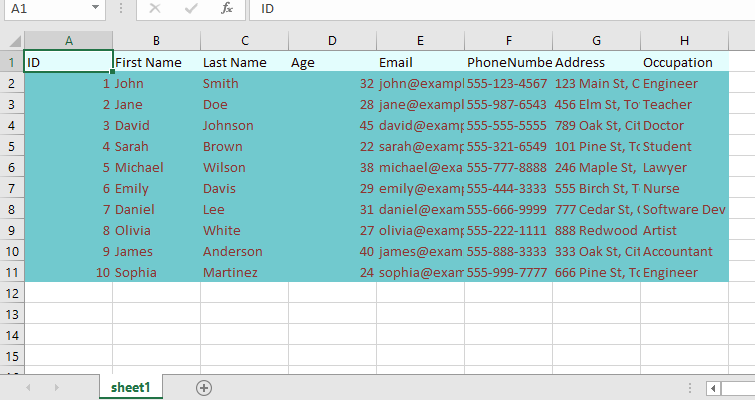 A1 fx ID
A B C D E F G H
1 ID First Name Last Name Age Email PhoneNumbe Address Occupation
2 1 John Smith 32 john@exampl 555-123-4567 123 Main St, C Engineer
3 2 Jane Doe 28 jane@exampl 555-987-6543 456 Elm St, To Teacher
4 3 David Johnson 45 david@examp 555-555-5555 789 Oak St, Cit Doctor
5 4 Sarah Brown 22 sarah@examp 555-321-6549 101 Pine St, To Student
6 5 Michael Wilson 38 michael@exa 555-777-8888 246 Maple St, Lawyer
7 6 Emily Davis 29 emily@examp 555-444-3333 555 Birch St, T Nurse
8 7 Daniel Lee 31 daniel@exam 555-666-9999 777 Cedar St, Software Dev
9 8 Olivia White 27 olivia@examp 555-222-1111 888 Redwood Artist
10 9 James Anderson 40 james@exam 555-888-3333 333 Oak St, Cit Accountant
11 10 Sophia Martinez 24 sophia@exam 555-999-7777 666 Pine St, To Engineer
12
13
14
15
sheet1